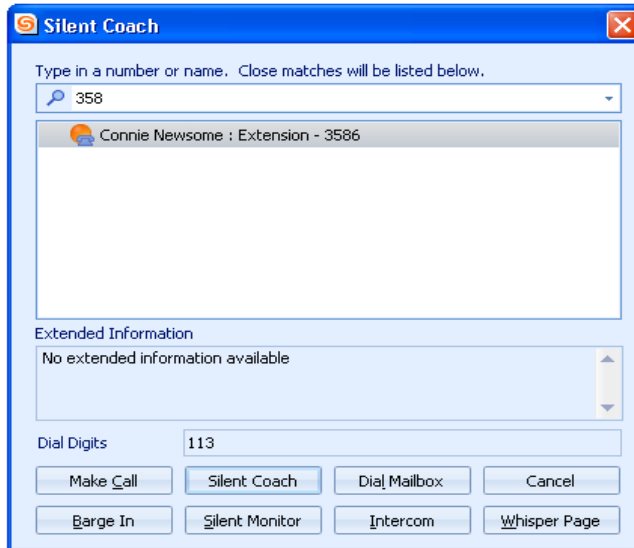 Silent Coach
Type in a number or name. Close matches will be listed below.
358
Connie Newsome : Extension - 3586
Extended Information
No extended information available
Dial Digits 113
Make Call Silent Coach Dial Mailbox Cancel
Barge In Silent Monitor Intercom Whisper Page